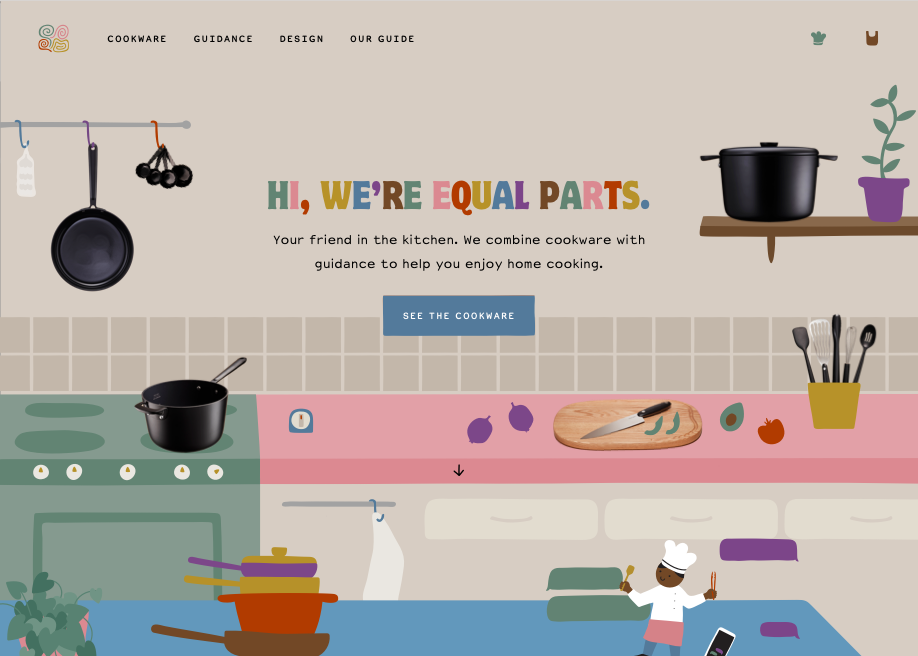 COOKWARE
GUIDANCE
DESIGN
OUR GUIDE
HI, WE'RE EQUAL PARTS.
Your friend in the kitchen. We combine cookware with
guidance to help you enjoy home cooking.
SEE THE COOKWARE